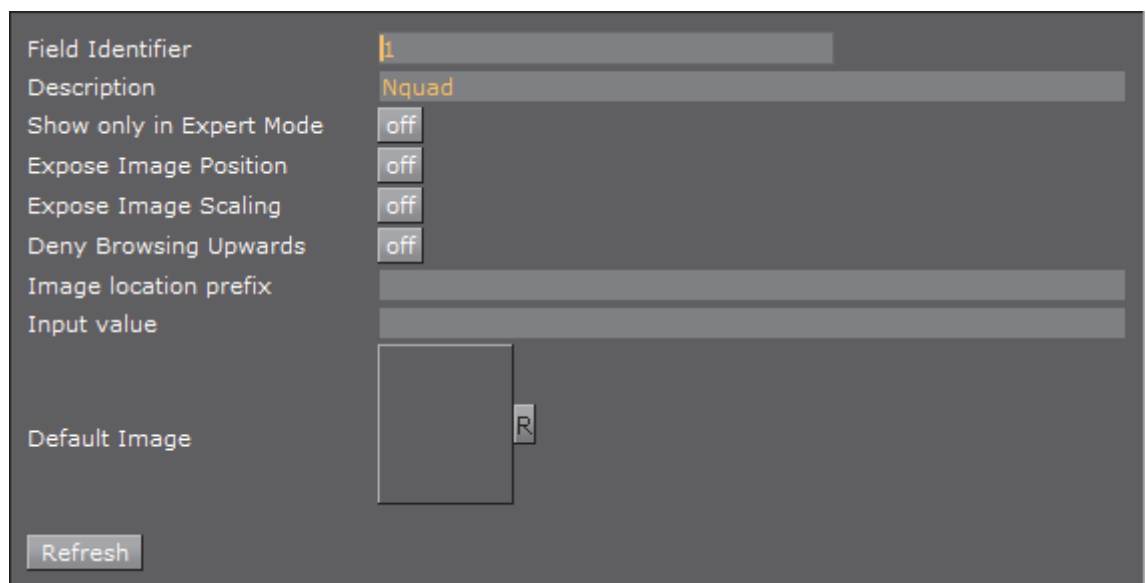 Field Identifier 1
Description Nquad
Show only in Expert Mode off
Expose Image Position off
Expose Image Scaling off
Deny Browsing Upwards off
Image location prefix
Input value
Default Image R
Refresh